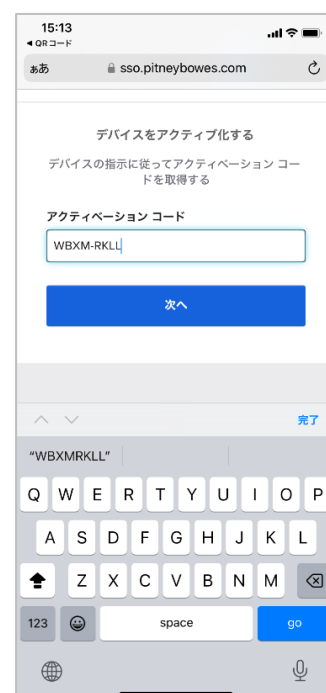 15:13
◀ QRコード
ああ sso.pitneybowes.com
デバイスをアクティブ化する
デバイスの指示に従ってアクティベーション コー
ドを取得する
アクティベーション コード
WBXM-RKLL
次へ
完了
“WBXMRKLL”
Q W E R T Y U I O P
A S D F G H J K L
Z X C V B N M
123 space go